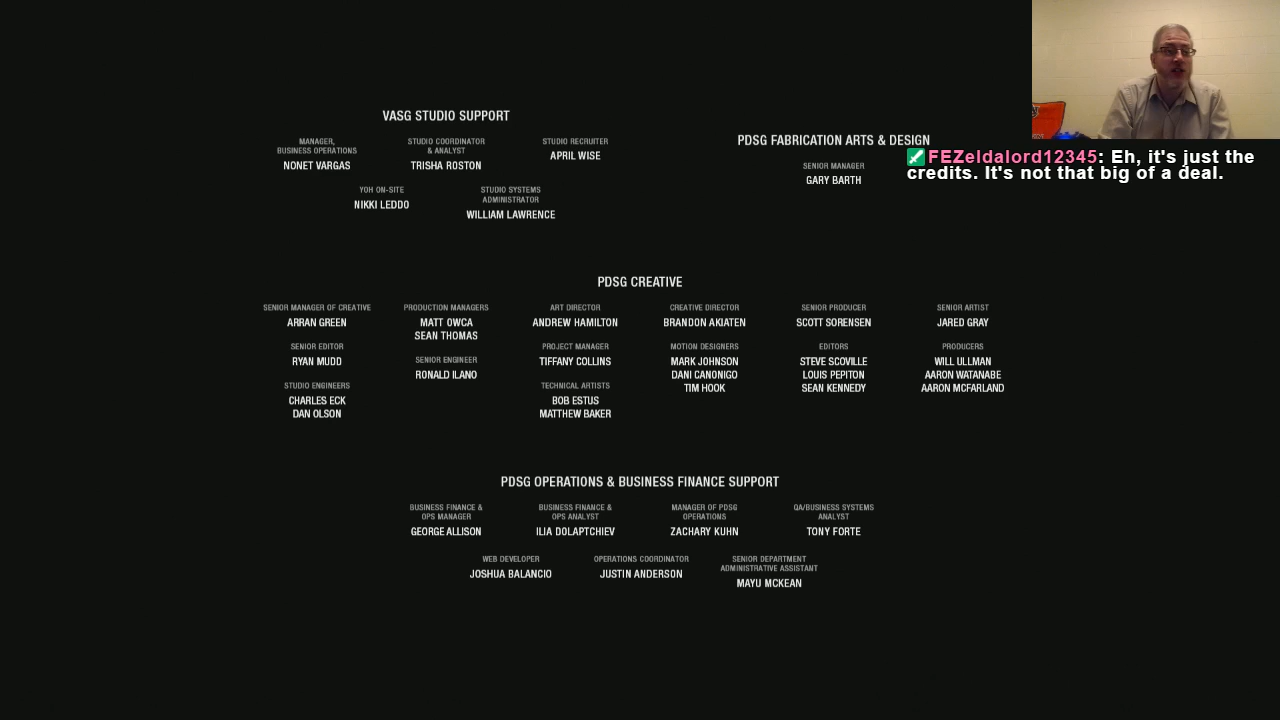 VASG STUDIO SUPPORT
MANAGER,
BUSINESS OPERATIONS
NONET VARGAS
STUDIO COORDINATOR
& ANALYST
TRISHA ROSTON
STUDIO RECRUITER
APRIL WISE
YOH ON-SITE
NIKKI LEDDO
STUDIO SYSTEMS
ADMINISTRATOR
WILLIAM LAWRENCE
PDSG FABRICATION ARTS & DESIGN
SENIOR MANAGER
GARY BARTH
FEZeldalord12345: Eh, it's just the
credits. It's not that big of a deal.
PDSG CREATIVE
SENIOR MANAGER OF CREATIVE
ARRAN GREEN
SENIOR EDITOR
RYAN MUDD
STUDIO ENGINEERS
CHARLES ECK
DAN OLSON
PRODUCTION MANAGERS
MATT OWCA
SEAN THOMAS
SENIOR ENGINEER
RONALD ILANO
ART DIRECTOR
ANDREW HAMILTON
PROJECT MANAGER
TIFFANY COLLINS
TECHNICAL ARTISTS
BOB ESTUS
MATTHEW BAKER
CREATIVE DIRECTOR
BRANDON AKIATEN
MOTION DESIGNERS
MARK JOHNSON
DANI CANONIGO
TIM HOOK
SENIOR PRODUCER
SCOTT SORENSEN
EDITORS
STEVE SCOVILLE
LOUIS PEPITON
SEAN KENNEDY
SENIOR ARTIST
JARED GRAY
PRODUCERS
WILL ULLMAN
AARON WATANABE
AARON MCFARLAND
PDSG OPERATIONS & BUSINESS FINANCE SUPPORT
BUSINESS FINANCE &
OPS MANAGER
GEORGE ALLISON
BUSINESS FINANCE &
OPS ANALYST
ILIA DOLAPTCHIEV
MANAGER OF PDSG
OPERATIONS
ZACHARY KUHN
QA/BUSINESS SYSTEMS
ANALYST
TONY FORTE
WEB DEVELOPER
JOSHUA BALANCIO
OPERATIONS COORDINATOR
JUSTIN ANDERSON
SENIOR DEPARTMENT
ADMINISTRATIVE ASSISTANT
MAYU MCKEAN